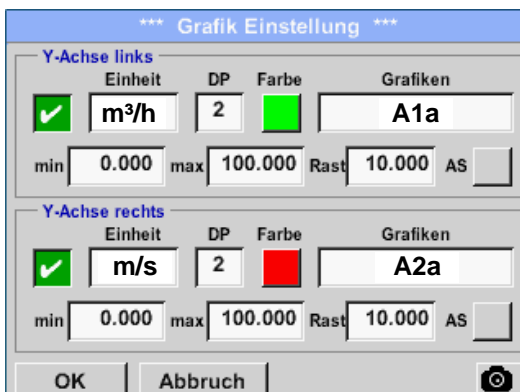 *** Grafik Einstellung ***
Y-Achse links
Einheit DP Farbe Grafiken
m³/h 2 A1a
min 0.000 max 100.000 Rast 10.000 AS
Y-Achse rechts
Einheit DP Farbe Grafiken
m/s 2 A2a
min 0.000 max 100.000 Rast 10.000 AS
OK Abbruch